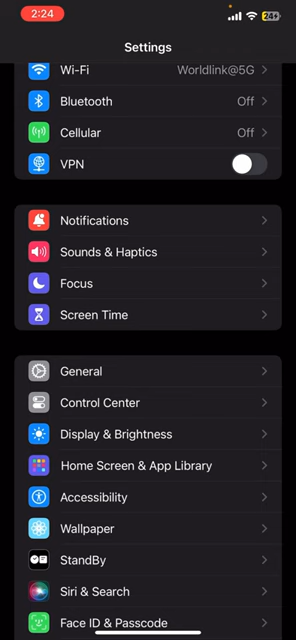 2:24
24
Settings
Wi-Fi Worldlink@5G
Bluetooth Off
Cellular Off
VPN
Notifications
Sounds & Haptics
Focus
Screen Time
General
Control Center
Display & Brightness
Home Screen & App Library
Accessibility
Wallpaper
StandBy
Siri & Search
Face ID & Passcode